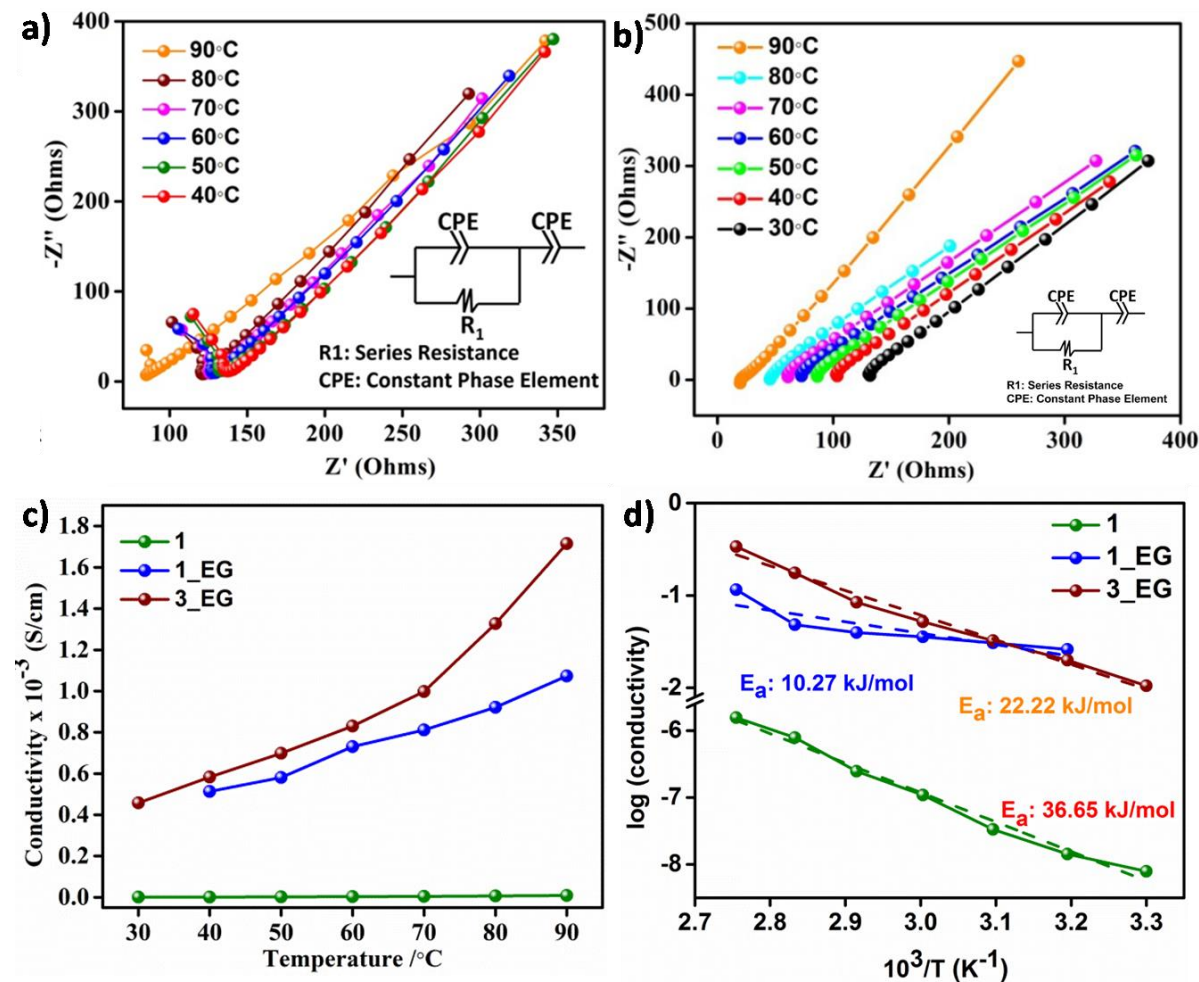 a)
400
300
200
100
0
-Z" (Ohms)
90°C
80°C
70°C
60°C
50°C
40°C
CPE
CPE
R1
R1: Series Resistance
CPE: Constant Phase Element
100
150
200
250
300
350
Z' (Ohms)
b)
500
400
300
200
100
0
-Z" (Ohms)
90°C
80°C
70°C
60°C
50°C
40°C
30°C
CPE
CPE
R1
R1: Series Resistance
CPE: Constant Phase Element
0
100
200
300
400
Z' (Ohms)
c)
1.8
1.6
1.4
1.2
1.0
0.8
0.6
0.4
0.2
0.0
Conductivity x 10-3 (S/cm)
1
1_EG
3_EG
30
40
50
60
70
80
90
Temperature /°C
d)
0
-1
-2
-6
-7
-8
log (conductivity)
1
1_EG
3_EG
Ea: 10.27 kJ/mol
Ea: 22.22 kJ/mol
Ea: 36.65 kJ/mol
2.7
2.8
2.9
3.0
3.1
3.2
3.3
103/T (K-1)